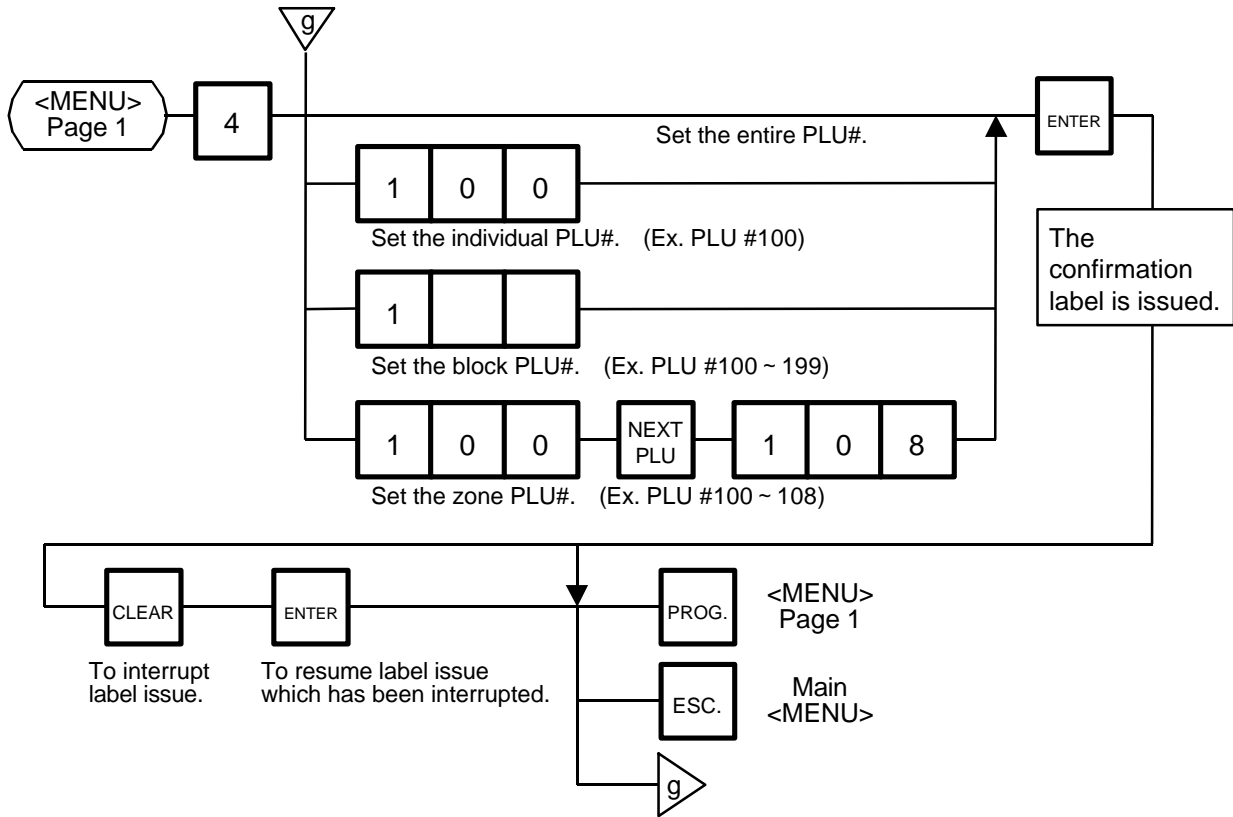 g
<MENU>
Page 1
4
Set the entire PLU#.
ENTER
1 0 0
Set the individual PLU#. (Ex. PLU #100)
The
confirmation
label is issued.
1
Set the block PLU#. (Ex. PLU #100 ~ 199)
1 0 0
NEXT
PLU
1 0 8
Set the zone PLU#. (Ex. PLU #100 ~ 108)
CLEAR
To interrupt
label issue.
ENTER
To resume label issue
which has been interrupted.
PROG.
<MENU>
Page 1
ESC.
Main
<MENU>
g